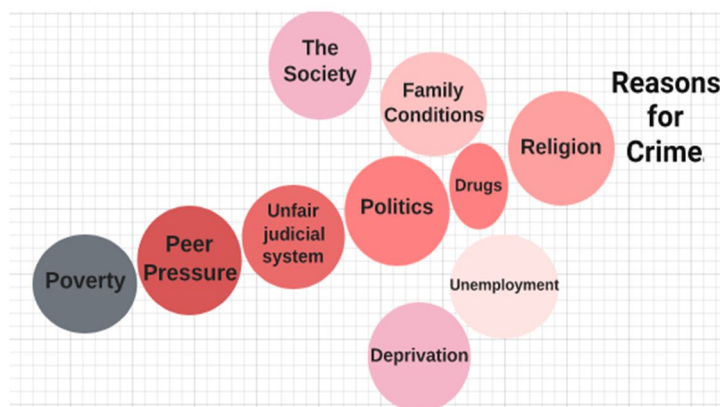 The
Society
Family
Conditions
Reasons
for
Crime
Religion
Drugs
Politics
Unfair
judicial
system
Peer
Pressure
Poverty
Unemployment
Deprivation